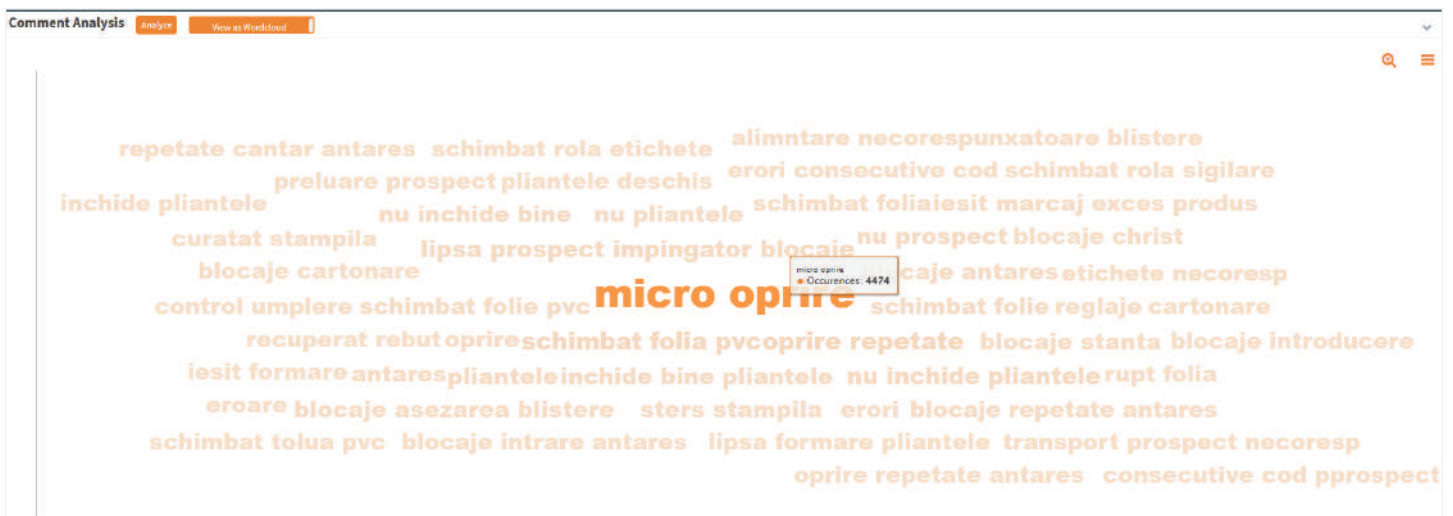 Comment Analysis Analyze View as Wordcloud
alimntare necorespunxatoare blistere
repetate cantar antares schimbat rola etichete
erori consecutive cod schimbat rola sigilare
preluare prospect pliantele deschis
inchide pliantele
schimbat foliaiesit marcaj exces produs
nu inchide bine nu pliantele
curatat stampila
nu prospect blocaje christ
lipsa prospect impingator blocaje
blocaje cartonare
micro oprire
Occurences: 4474
caje antares etichete necoresp
micro oprire
control umplere schimbat folie pvc
schimbat folie reglaje cartonare
recuperat rebut oprire schimbat folia pvcoprire repetate blocaje stanta blocaje introducere
iesit formare antares pliantele inchide bine pliantele nu inchide pliantele rupt folia
eroare blocaje asezarea blistere sters stampila erori blocaje repetate antares
schimbat tolua pvc blocaje intrare antares lipsa formare pliantele transport prospect necoresp
oprire repetate antares consecutive cod pprospect